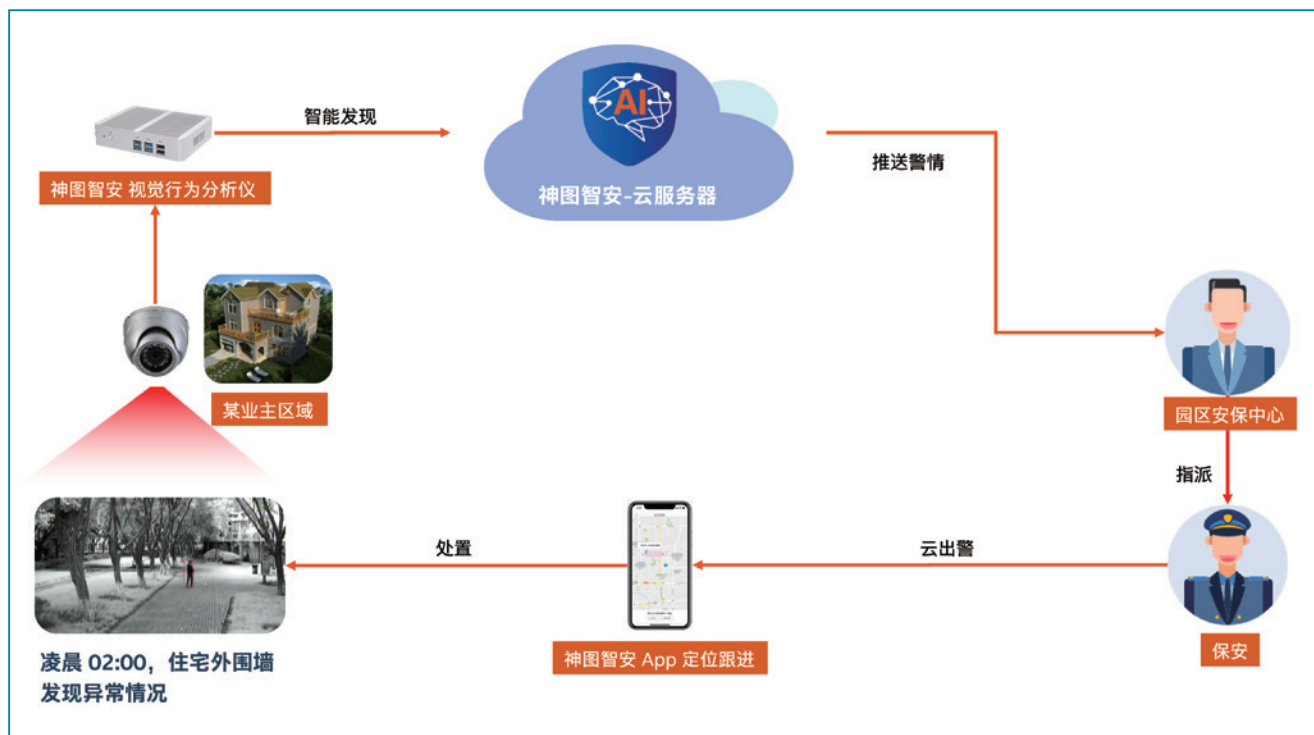 智能发现
AI
神图智安-云服务器
推送警情
神图智安 视觉行为分析仪
某业主区域
园区安保中心
指派
处置
云出警
凌晨 02:00，住宅外围墙
发现异常情况
神图智安 App 定位跟进
保安